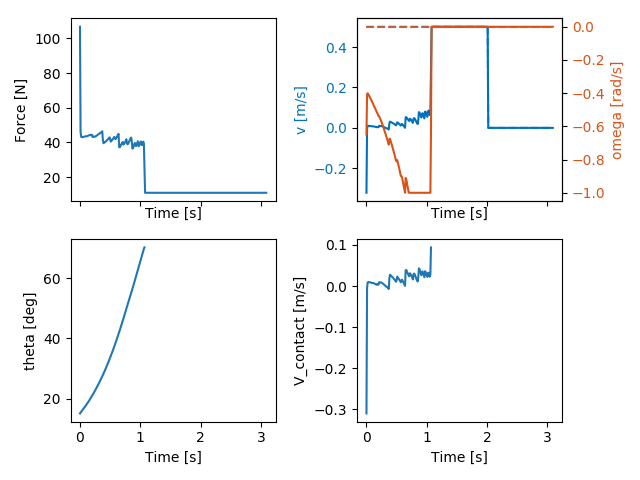 100
80
60
40
20
Force [N]
Time [s]
0.4
0.2
0.0
−0.2
v [m/s]
0.0
−0.2
−0.4
−0.6
−0.8
−1.0
omega [rad/s]
Time [s]
60
40
20
theta [deg]
0 1 2 3
Time [s]
0.1
0.0
−0.1
−0.2
−0.3
V_contact [m/s]
0 1 2 3
Time [s]